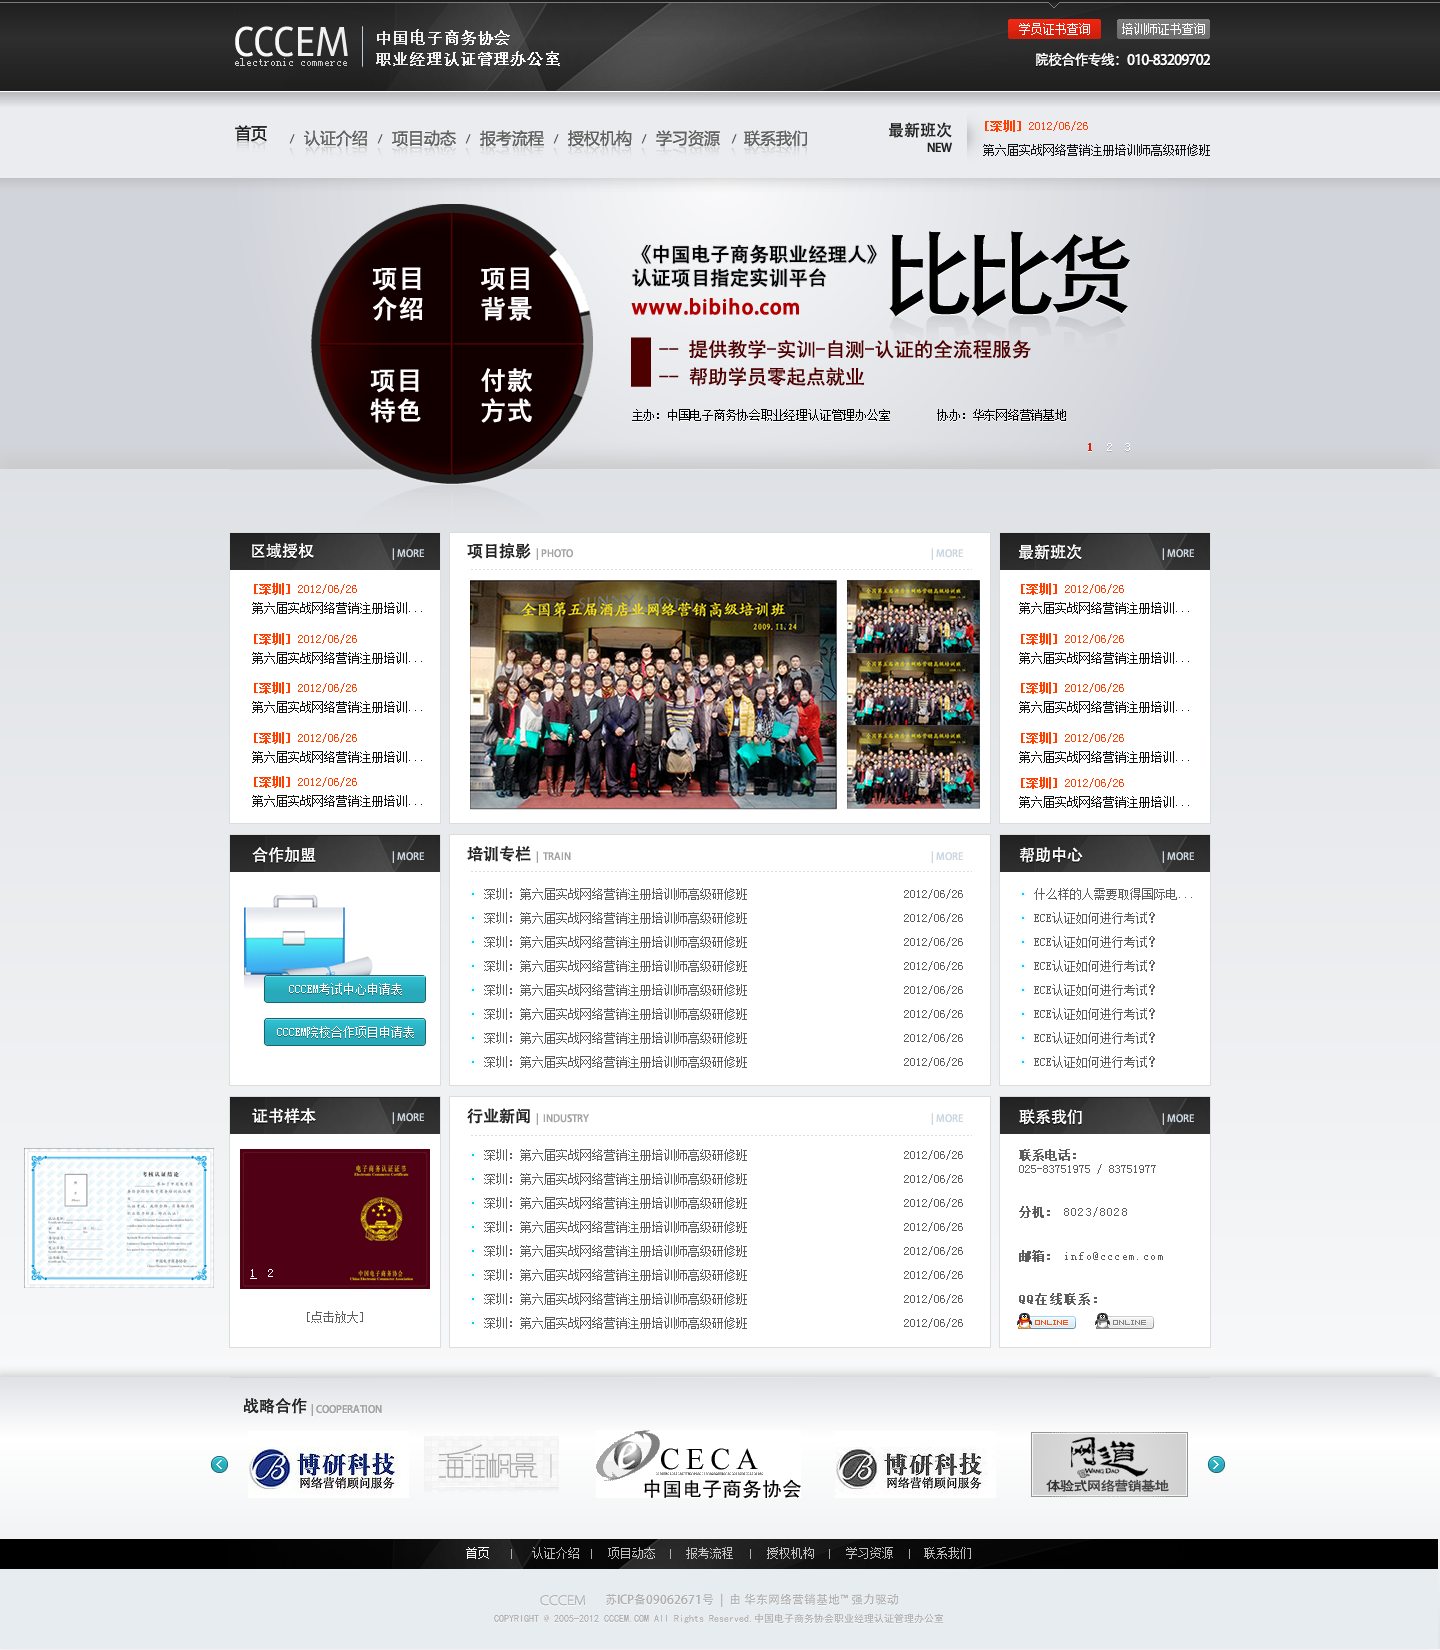 CCCEM
electronic commerce
中国电子商务协会
职业经理认证管理办公室
学员证书查询
培训师证书查询
院校合作专线：010-83209702
首页 / 认证介绍 / 项目动态 / 报考流程 / 授权机构 / 学习资源 / 联系我们
最新班次
NEW
[深圳] 2012/06/26
第六届实战网络营销注册培训师高级研修班
项目
介绍
项目
背景
项目
特色
付款
方式
《中国电子商务职业经理人》
认证项目指定实训平台
www.bibiho.com
比比货
-- 提供教学-实训-自测-认证的全流程服务
-- 帮助学员零起点就业
主办：中国电子商务协会职业经理认证管理办公室 协办：华东网络营销基地
1 2 3
区域授权 | MORE
[深圳] 2012/06/26
第六届实战网络营销注册培训...
[深圳] 2012/06/26
第六届实战网络营销注册培训...
[深圳] 2012/06/26
第六届实战网络营销注册培训...
[深圳] 2012/06/26
第六届实战网络营销注册培训...
[深圳] 2012/06/26
第六届实战网络营销注册培训...
项目掠影 | PHOTO | MORE
SUNNY HOTEL
全国第五届酒店业网络营销高级培训班
2009.11.24
最新班次 | MORE
[深圳] 2012/06/26
第六届实战网络营销注册培训...
[深圳] 2012/06/26
第六届实战网络营销注册培训...
[深圳] 2012/06/26
第六届实战网络营销注册培训...
[深圳] 2012/06/26
第六届实战网络营销注册培训...
[深圳] 2012/06/26
第六届实战网络营销注册培训...
合作加盟 | MORE
CCCEM考试中心申请表
CCCEM院校合作项目申请表
培训专栏 | TRAIN | MORE
深圳：第六届实战网络营销注册培训师高级研修班 2012/06/26
深圳：第六届实战网络营销注册培训师高级研修班 2012/06/26
深圳：第六届实战网络营销注册培训师高级研修班 2012/06/26
深圳：第六届实战网络营销注册培训师高级研修班 2012/06/26
深圳：第六届实战网络营销注册培训师高级研修班 2012/06/26
深圳：第六届实战网络营销注册培训师高级研修班 2012/06/26
深圳：第六届实战网络营销注册培训师高级研修班 2012/06/26
深圳：第六届实战网络营销注册培训师高级研修班 2012/06/26
帮助中心 | MORE
什么样的人需要取得国际电...
ECE认证如何进行考试？
ECE认证如何进行考试？
ECE认证如何进行考试？
ECE认证如何进行考试？
ECE认证如何进行考试？
ECE认证如何进行考试？
ECE认证如何进行考试？
考核认证结论
证书样本 | MORE
电子商务认证证书
Electronic Commerce Certificate
中国电子商务协会
China Electronic Commerce Association
1 2
[点击放大]
行业新闻 | INDUSTRY | MORE
深圳：第六届实战网络营销注册培训师高级研修班 2012/06/26
深圳：第六届实战网络营销注册培训师高级研修班 2012/06/26
深圳：第六届实战网络营销注册培训师高级研修班 2012/06/26
深圳：第六届实战网络营销注册培训师高级研修班 2012/06/26
深圳：第六届实战网络营销注册培训师高级研修班 2012/06/26
深圳：第六届实战网络营销注册培训师高级研修班 2012/06/26
深圳：第六届实战网络营销注册培训师高级研修班 2012/06/26
深圳：第六届实战网络营销注册培训师高级研修班 2012/06/26
联系我们 | MORE
联系电话：
025-83751975 / 83751977
分机： 8023/8028
邮箱： info@cccem.com
QQ在线联系：
ONLINE ONLINE
战略合作 | COOPERATION
博研科技
网络营销顾问服务
海润枫景
CECA
中国电子商务协会
博研科技
网络营销顾问服务
网道
WANG DAO
体验式网络营销基地
首页 | 认证介绍 | 项目动态 | 报考流程 | 授权机构 | 学习资源 | 联系我们
CCCEM 苏ICP备09062671号 | 由 华东网络营销基地™ 强力驱动
COPYRIGHT @ 2005-2012 CCCEM.COM All Rights Reserved.中国电子商务协会职业经理认证管理办公室